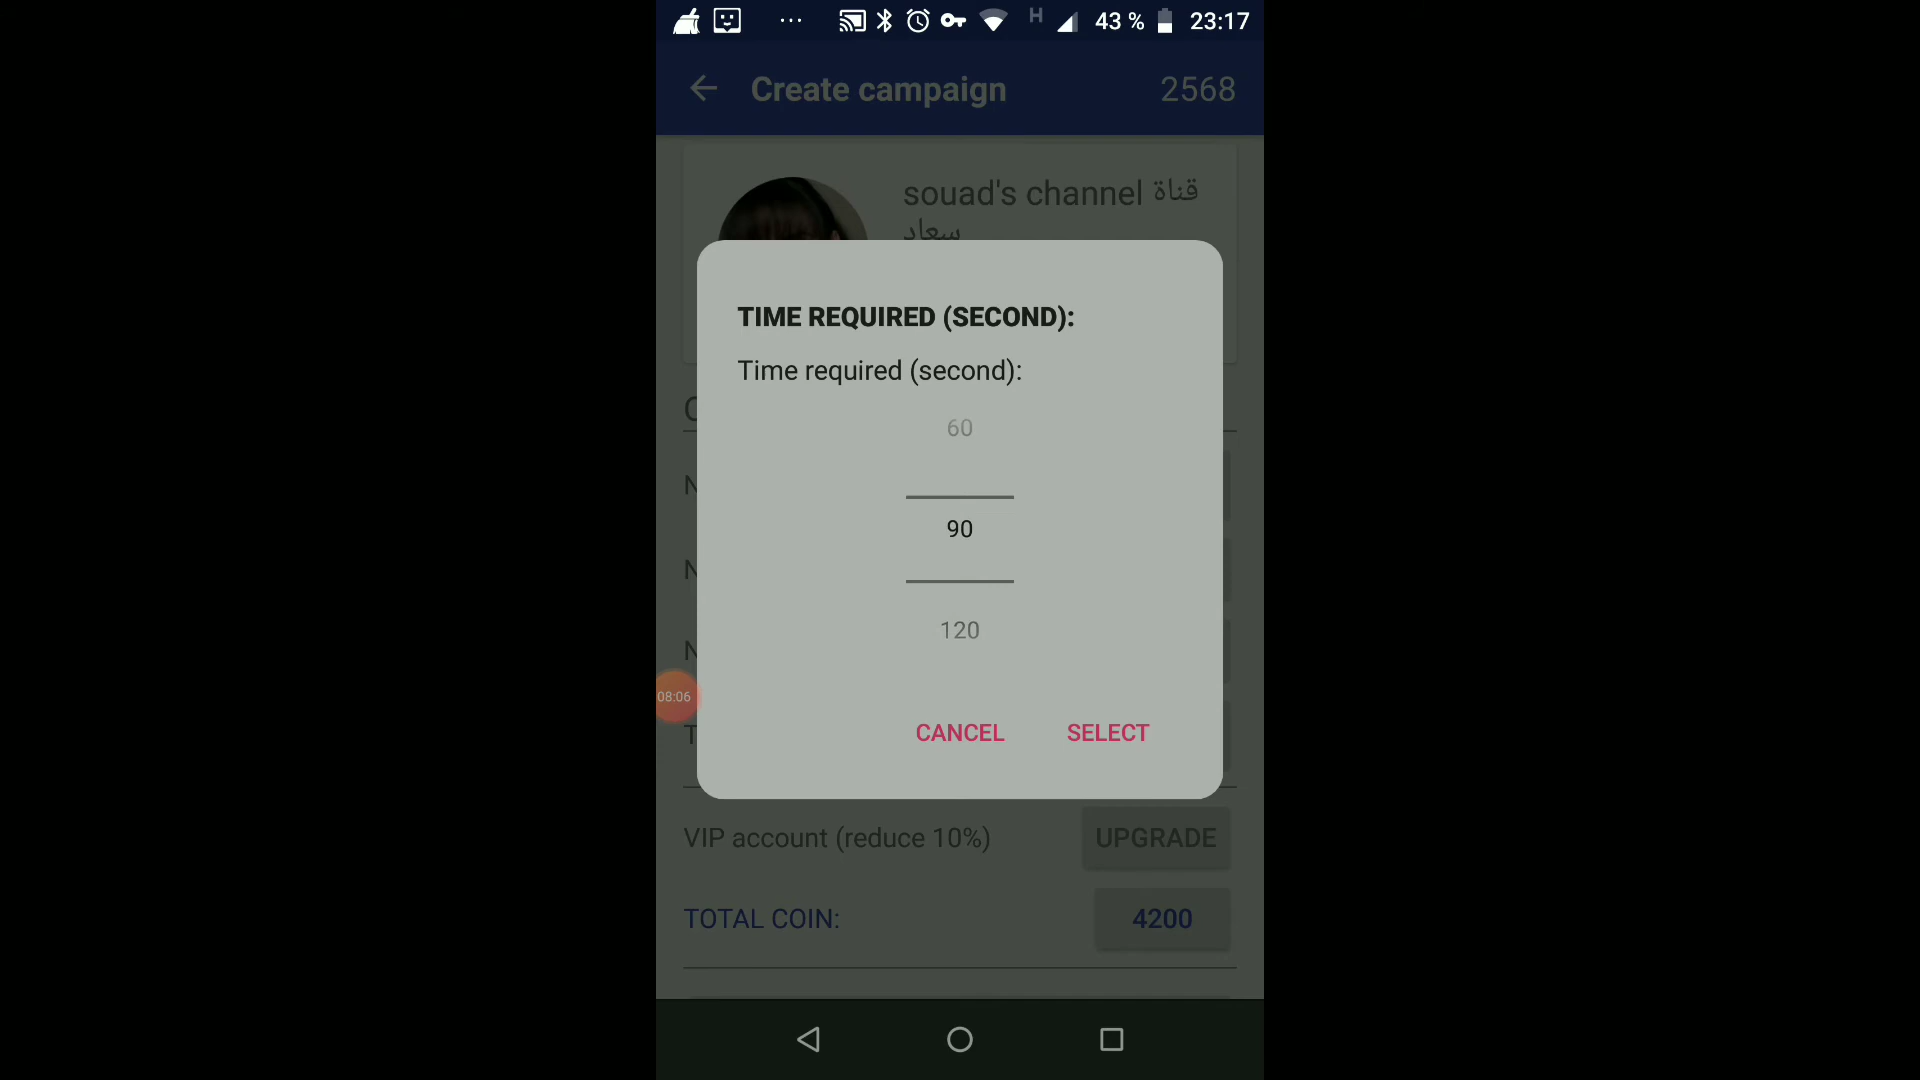 43 % 23:17
Create campaign 2568
souad's channel قناة
سعاد
TIME REQUIRED (SECOND):
Time required (second):
60
90
120
08:06
CANCEL SELECT
VIP account (reduce 10%) UPGRADE
TOTAL COIN: 4200